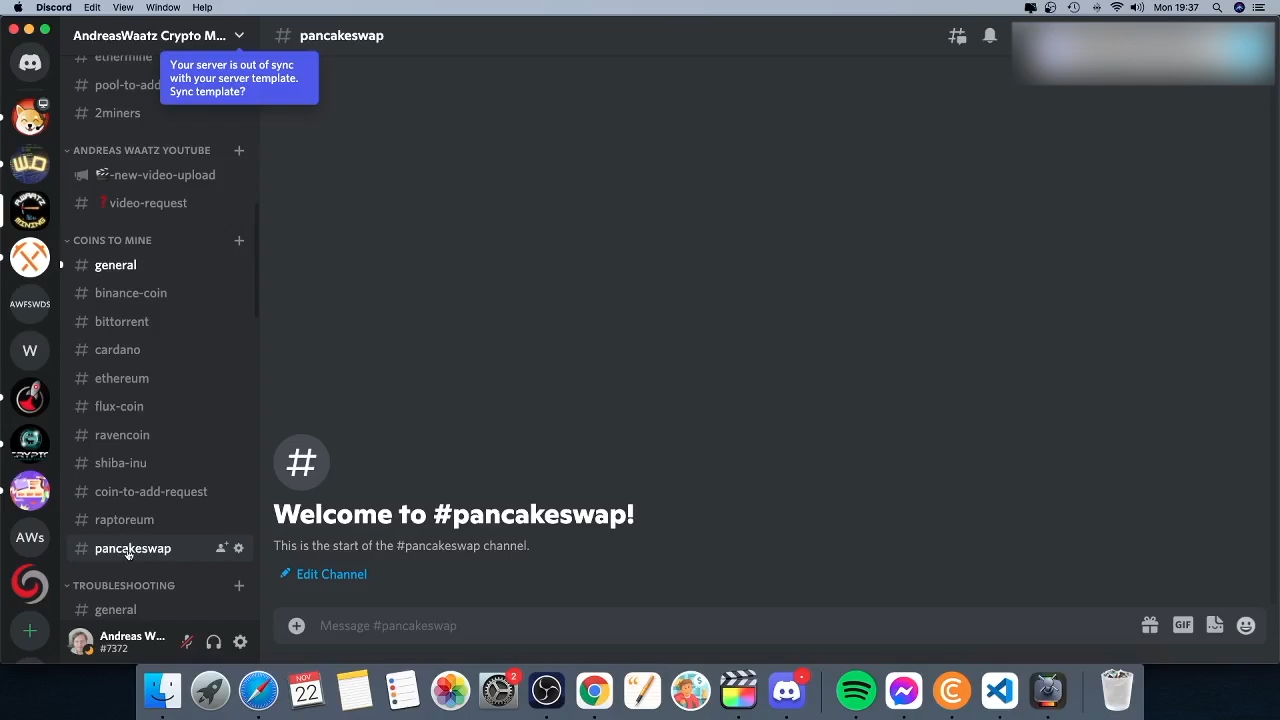 Discord Edit View Window Help
Mon 19:37
AndreasWaatz Crypto M...
# pancakeswap
Your server is out of sync
with your server template.
Sync template?
# ethermine
# pool-to-add
# 2miners
ANDREAS WAATZ YOUTUBE
-new-video-upload
# ❓video-request
COINS TO MINE
# general
# binance-coin
# bittorrent
# cardano
# ethereum
# flux-coin
# ravencoin
# shiba-inu
# coin-to-add-request
# raptoreum
# pancakeswap
TROUBLESHOOTING
# general
AWFSWDS
W
AWs
Andreas W...
#7372
#
Welcome to #pancakeswap!
This is the start of the #pancakeswap channel.
Edit Channel
Message #pancakeswap
GIF
NOV
22
2